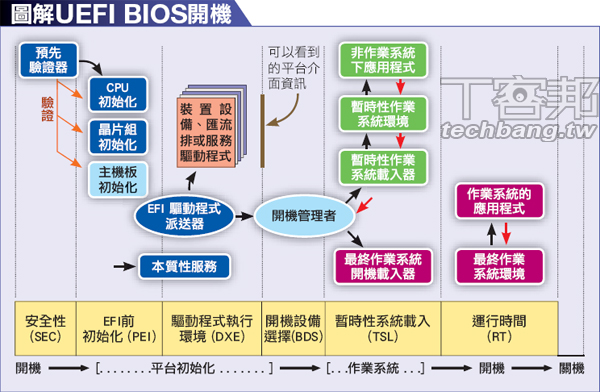 圖解UEFI BIOS開機
預先
驗證器
驗證
CPU
初始化
晶片組
初始化
主機板
初始化
裝置設
備、匯流
排或服務
驅動程式
可以看到
的平台介
面資訊
EFI 驅動程式
派送器
開機管理者
本質性服務
非作業系統
下應用程式
暫時性作業
系統環境
暫時性作業
系統載入器
最終作業系統
開機載入器
作業系統的
應用程式
最終作業
系統環境
T客邦
techbang.tw
安全性
(SEC)
EFI前
初始化 (PEI)
驅動程式執行
環境 (DXE)
開機設備
選擇(BDS)
暫時性系統載入
(TSL)
運行時間
(RT)
開機 [. . . . . . . .平台初始化 . . . . . . . .] [. . .作業系統 . . .] 開機 關機